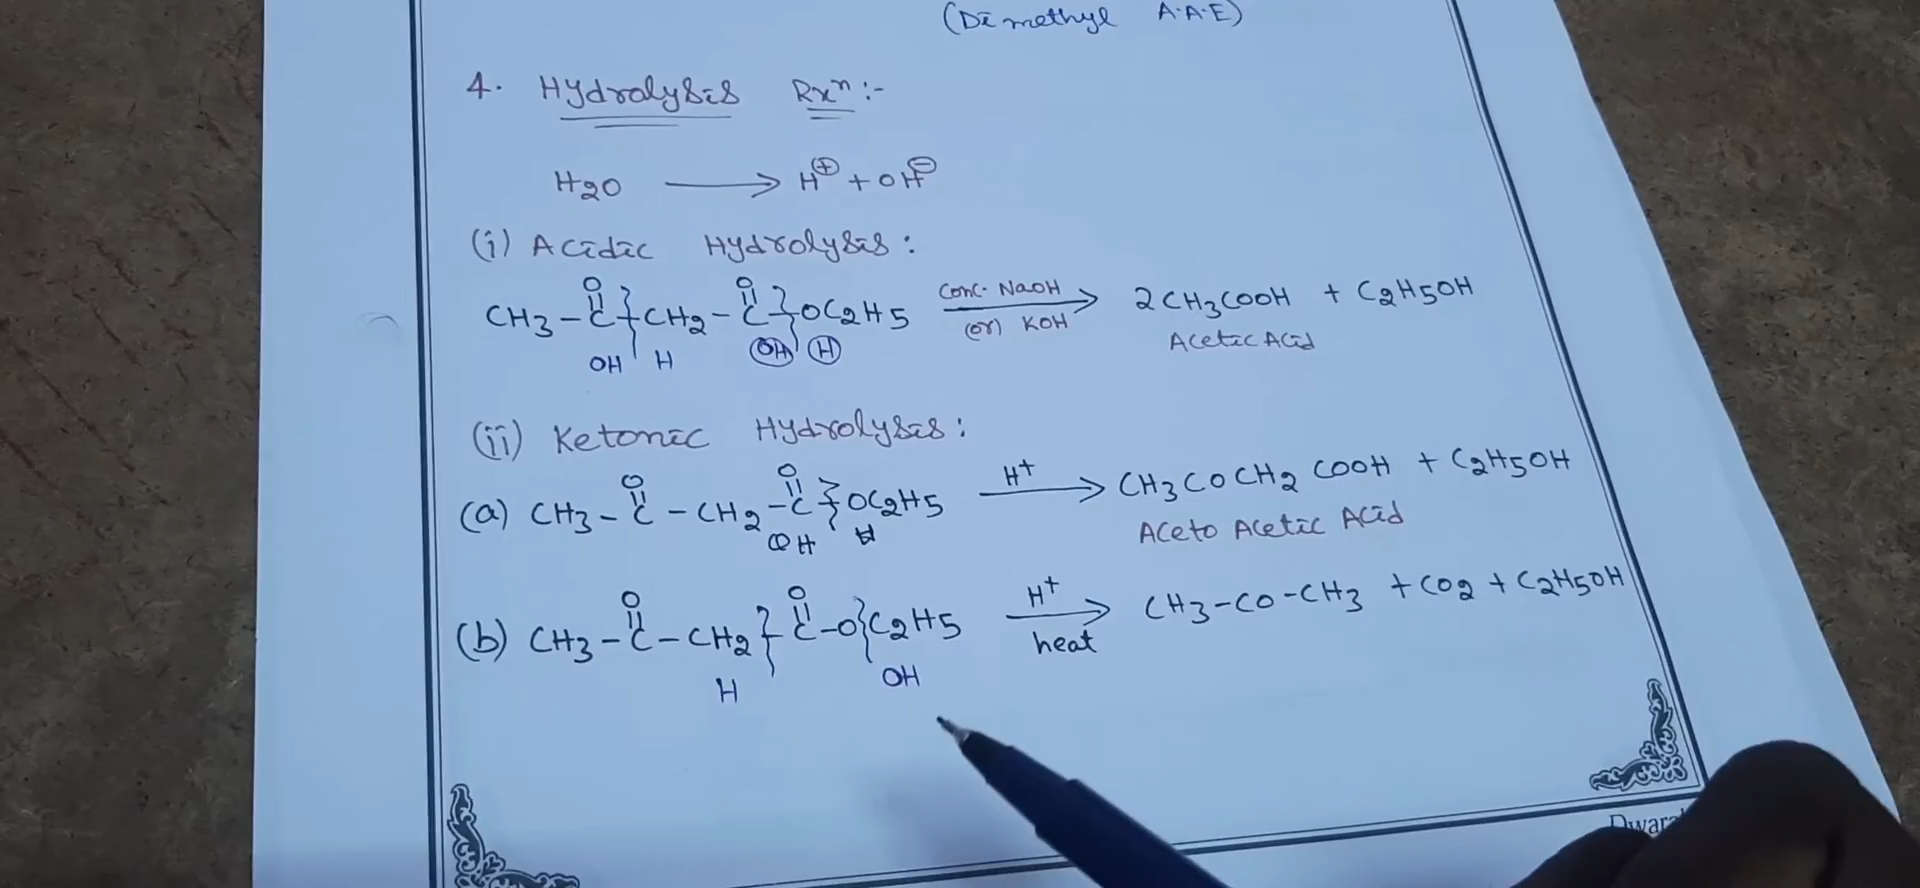 (Dimethyl A.A.E)
4. Hydrolysis Rxⁿ :-
H2O ⟶ H⊕ + OH⊖
(i) Acidic Hydrolysis :
O O
CH3 - C - CH2 - C - OC2H5 Conc. NaOH (or) KOH ⟶ 2CH3COOH + C2H5OH
OH H OH H Acetic Acid
(ii) Ketonic Hydrolysis :
O O
(a) CH3 - C - CH2 - C - OC2H5 H+ ⟶ CH3COCH2COOH + C2H5OH
OH H Aceto Acetic Acid
O O
(b) CH3 - C - CH2 - C - O C2H5 H+ heat ⟶ CH3-CO-CH3 + CO2 + C2H5OH
H OH